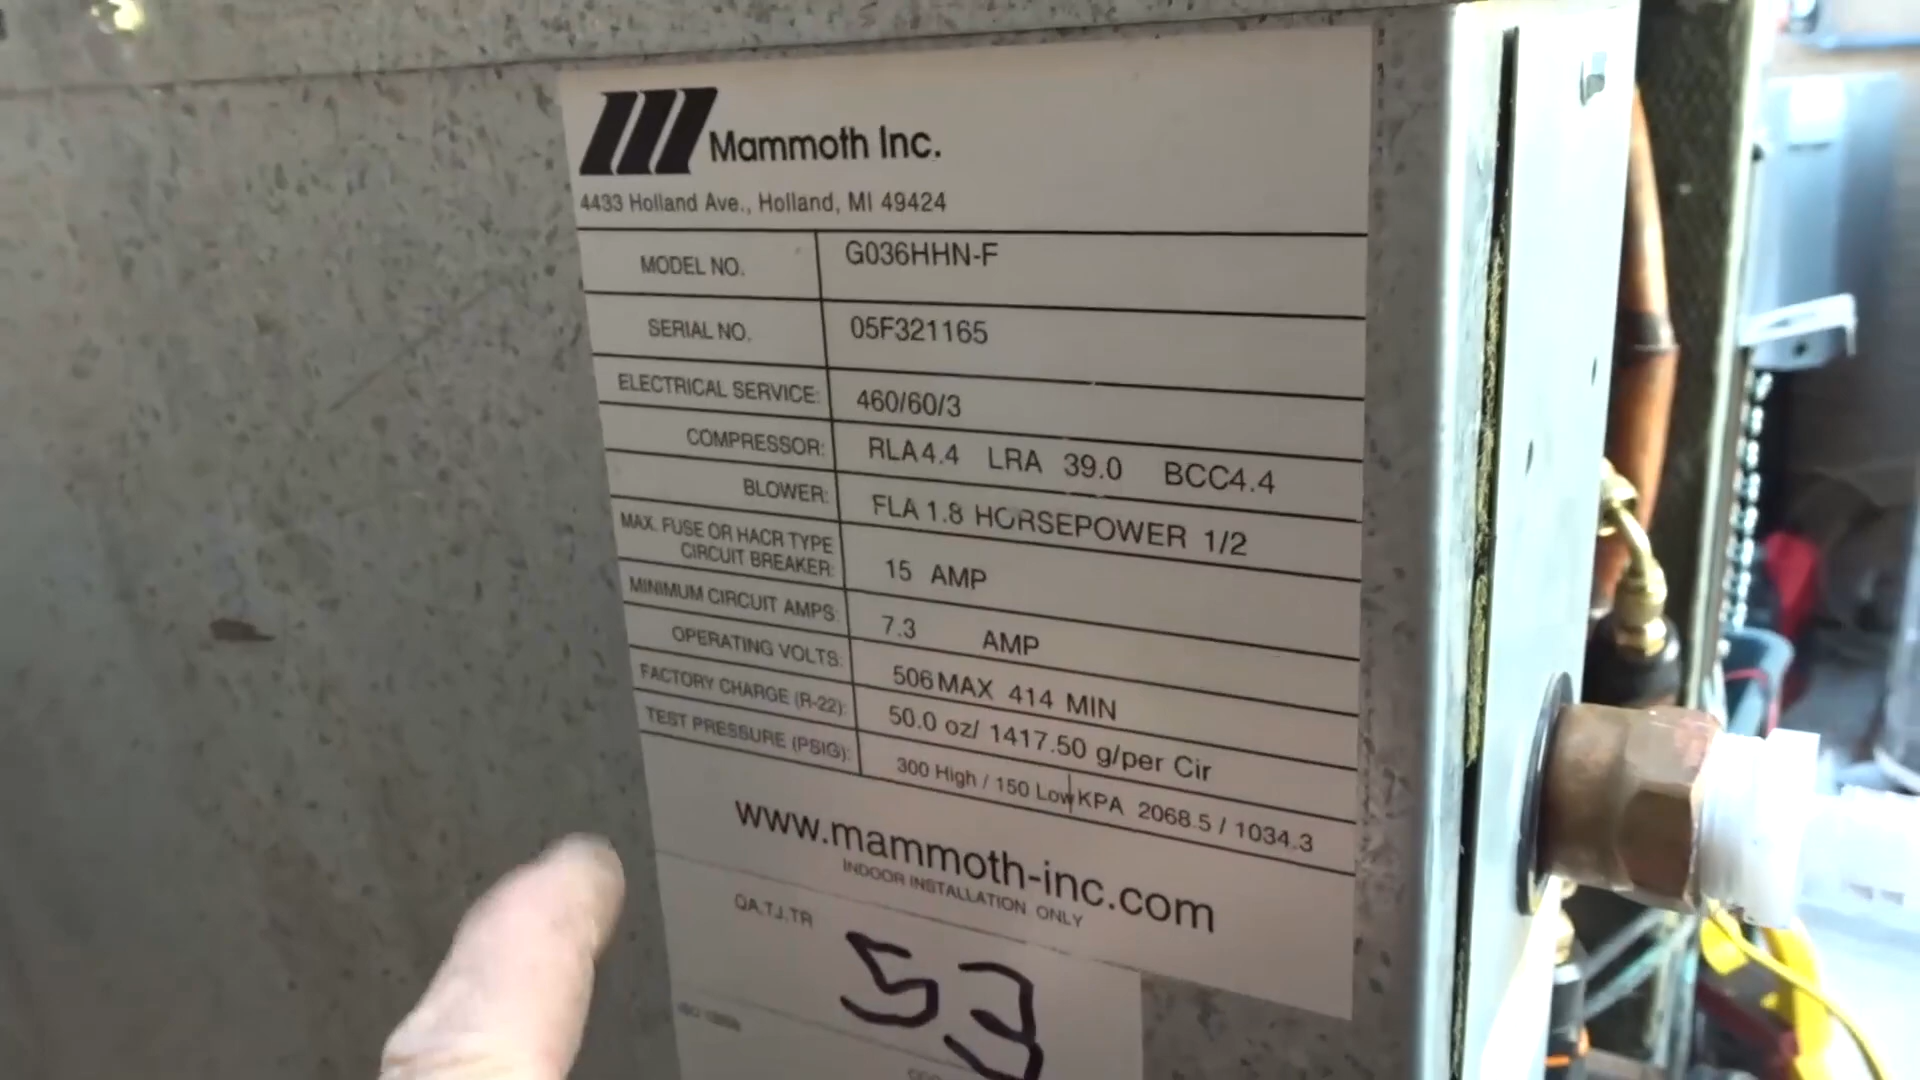 Mammoth Inc.
4433 Holland Ave., Holland, MI 49424
MODEL NO. G036HHN-F
SERIAL NO. 05F321165
ELECTRICAL SERVICE: 460/60/3
COMPRESSOR: RLA 4.4 LRA 39.0 BCC4.4
BLOWER: FLA 1.8 HORSEPOWER 1/2
MAX. FUSE OR HACR TYPE
CIRCUIT BREAKER: 15 AMP
MINIMUM CIRCUIT AMPS: 7.3 AMP
OPERATING VOLTS: 506 MAX 414 MIN
FACTORY CHARGE (R-22): 50.0 oz/ 1417.50 g/per Cir
TEST PRESSURE (PSIG): 300 High / 150 Low KPA 2068.5 / 1034.3
www.mammoth-inc.com
INDOOR INSTALLATION ONLY
QA.TJ.TR
53